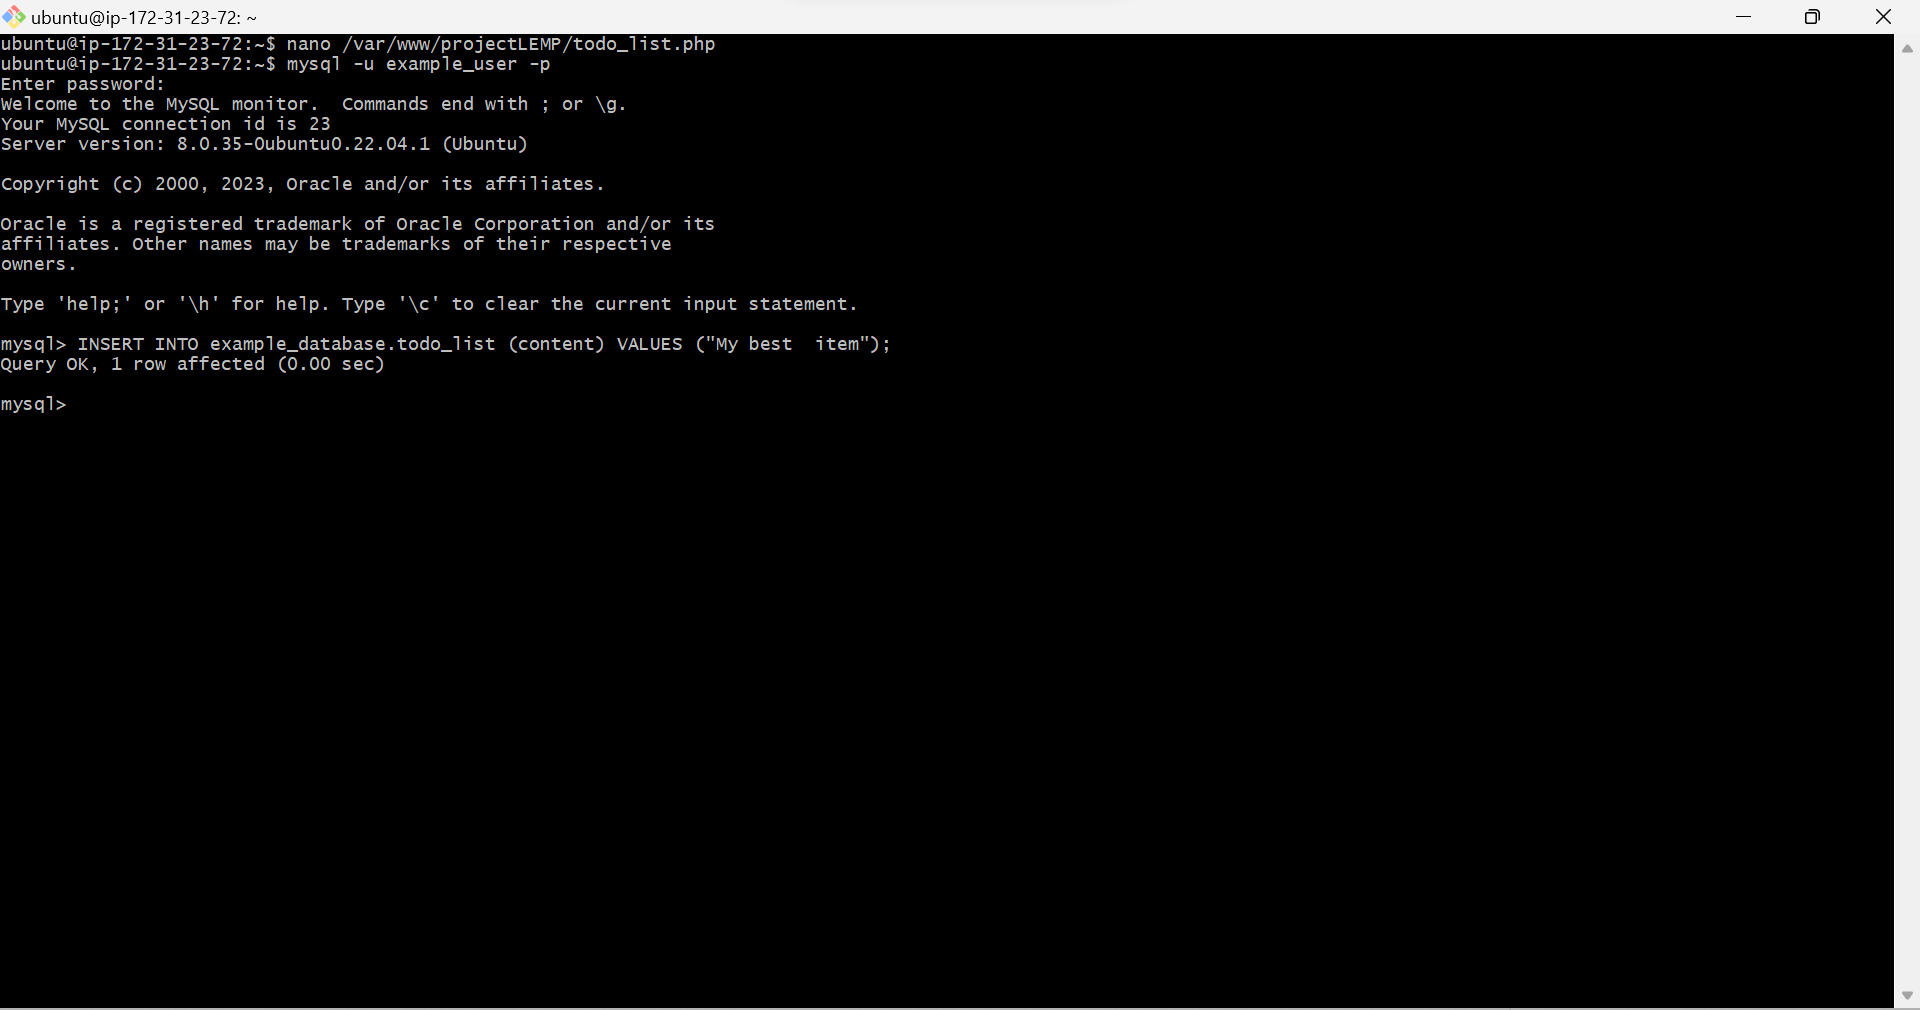 ubuntu@ip-172-31-23-72: ~
ubuntu@ip-172-31-23-72:~$ nano /var/www/projectLEMP/todo_list.php
ubuntu@ip-172-31-23-72:~$ mysql -u example_user -p
Enter password:
Welcome to the MySQL monitor.  Commands end with ; or \g.
Your MySQL connection id is 23
Server version: 8.0.35-0ubuntu0.22.04.1 (Ubuntu)
Copyright (c) 2000, 2023, Oracle and/or its affiliates.
Oracle is a registered trademark of Oracle Corporation and/or its
affiliates. Other names may be trademarks of their respective
owners.
Type 'help;' or '\h' for help. Type '\c' to clear the current input statement.
mysql> INSERT INTO example_database.todo_list (content) VALUES ("My best  item");
Query OK, 1 row affected (0.00 sec)
mysql>